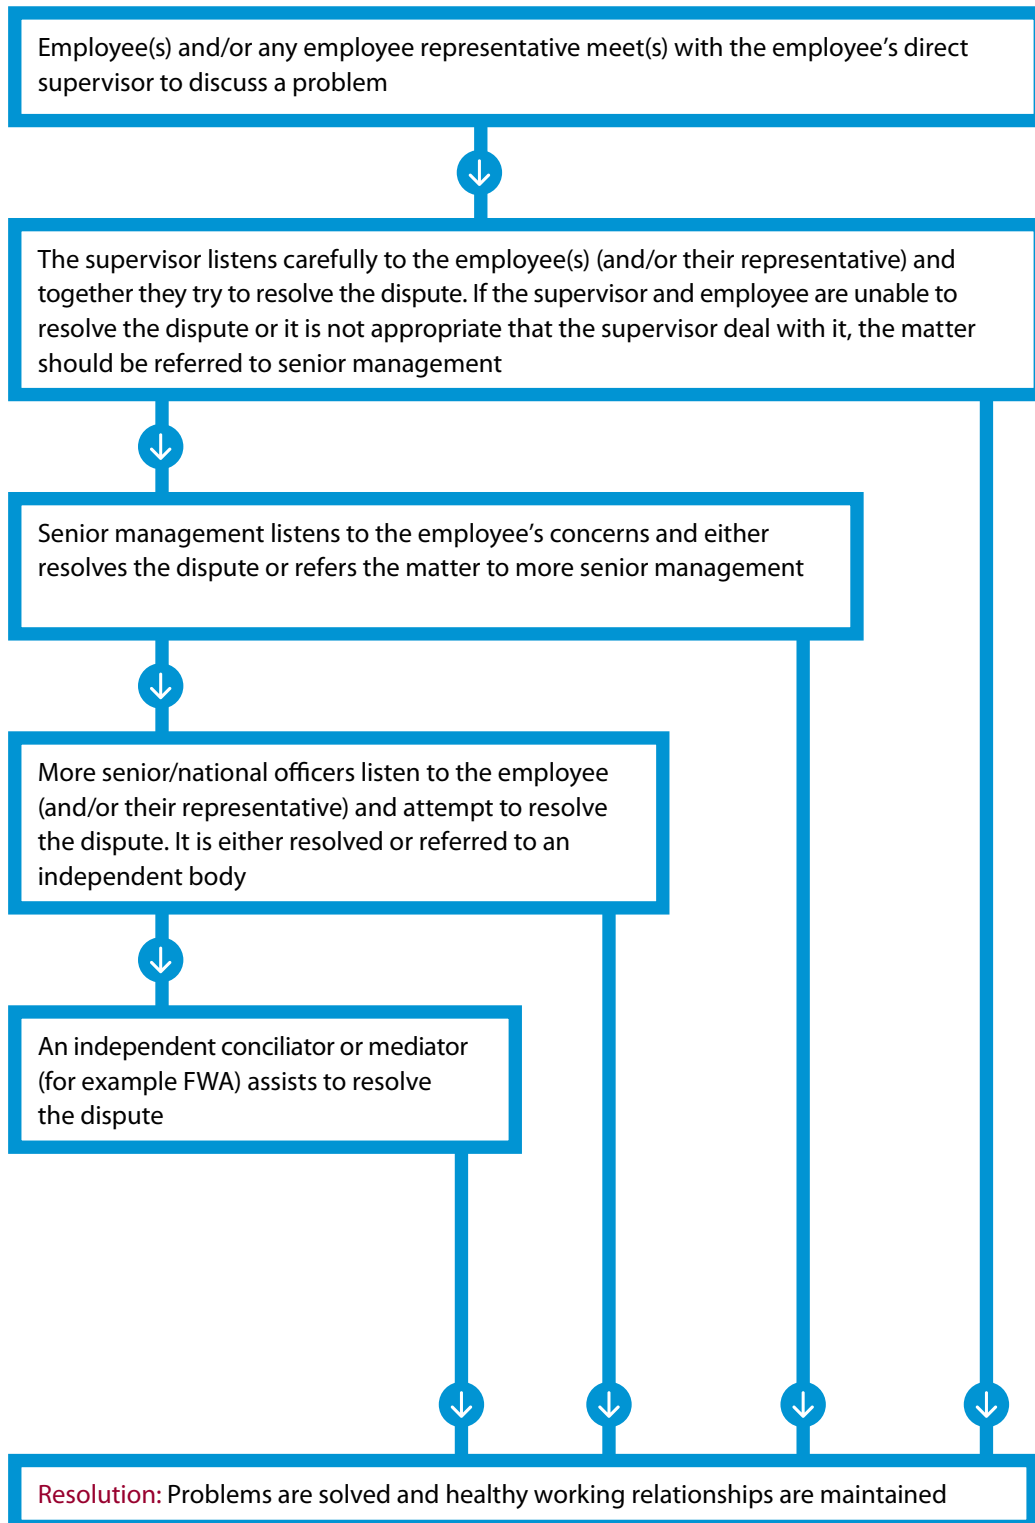 Employee(s) and/or any employee representative meet(s) with the employee’s direct
supervisor to discuss a problem
The supervisor listens carefully to the employee(s) (and/or their representative) and
together they try to resolve the dispute. If the supervisor and employee are unable to
resolve the dispute or it is not appropriate that the supervisor deal with it, the matter
should be referred to senior management
Senior management listens to the employee’s concerns and either
resolves the dispute or refers the matter to more senior management
More senior/national officers listen to the employee
(and/or their representative) and attempt to resolve
the dispute. It is either resolved or referred to an
independent body
An independent conciliator or mediator
(for example FWA) assists to resolve
the dispute
Resolution: Problems are solved and healthy working relationships are maintained